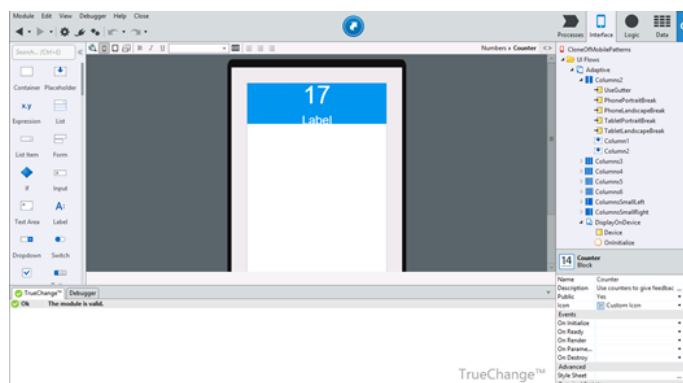 Module Edit View Debugger Help Close
Processes Interface Logic Data
Search... (Ctrl+E)
B I U
Numbers ▸ Counter
Container Placeholder
x.y
Expression List
List Item Form
If Input
A:
Text Area Label
Dropdown Switch
17
Label
CloneOfMobilePatterns
UI Flows
Adaptive
Columns2
UseGutter
PhonePortraitBreak
PhoneLandscapeBreak
TabletPortraitBreak
TabletLandscapeBreak
Column1
Column2
Columns3
Columns4
Columns5
Columns6
ColumnsSmallLeft
ColumnsSmallRight
DisplayOnDevice
Device
OnInitialize
14 Counter
Block
Name Counter
Description Use counters to give feedbac ...
Public Yes
Icon Custom Icon
Events
On Initialize
On Ready
On Render
On Parame...
On Destroy
Advanced
Style Sheet ...
TrueChange™ Debugger
Ok The module is valid.
TrueChange™